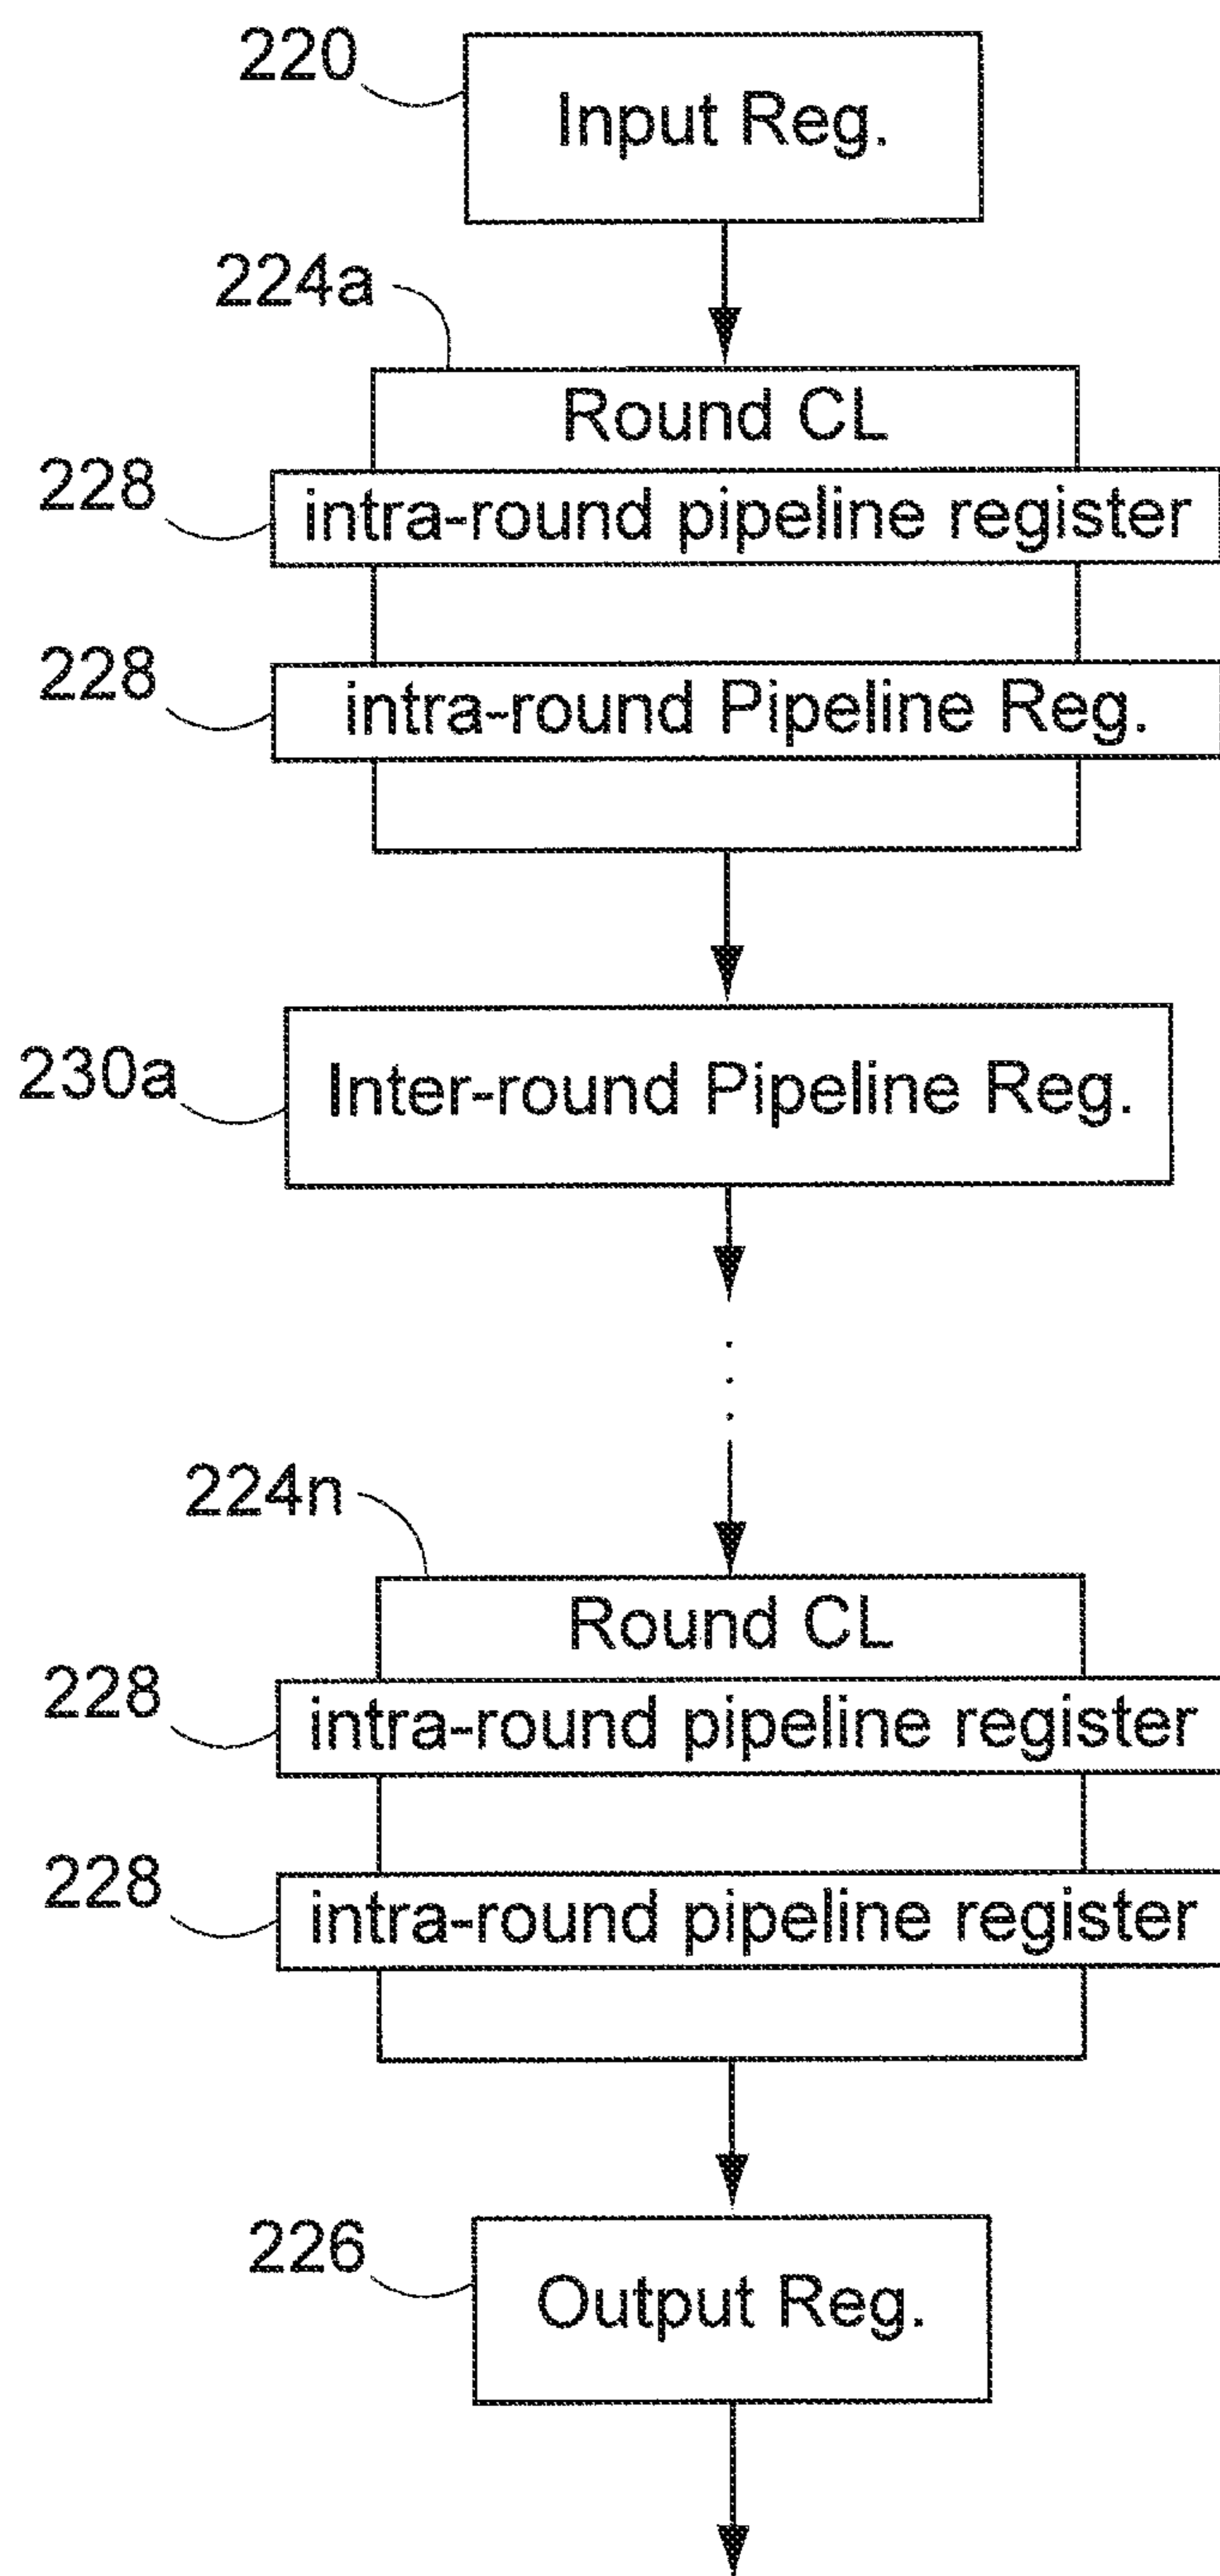 220
Input Reg.
224a
Round CL
228
intra-round pipeline register
228
intra-round Pipeline Reg.
230a
Inter-round Pipeline Reg.
224n
Round CL
228
intra-round pipeline register
228
intra-round pipeline register
226
Output Reg.